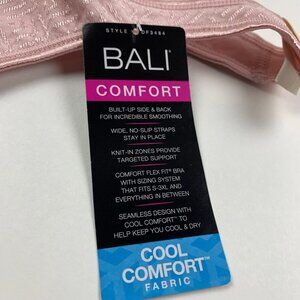 STYLE DF3484
BALI
COMFORT
BUILT-UP SIDE & BACK
FOR INCREDIBLE SMOOTHING
WIDE, NO-SLIP STRAPS
STAY IN PLACE
KNIT-IN ZONES PROVIDE
TARGETED SUPPORT
COMFORT FLEX FIT® BRA
WITH SIZING SYSTEM
THAT FITS S-3XL AND
EVERYTHING IN BETWEEN
SEAMLESS DESIGN WITH
COOL COMFORT™ TO
HELP KEEP YOU COOL & DRY
COOL
COMFORT™
FABRIC